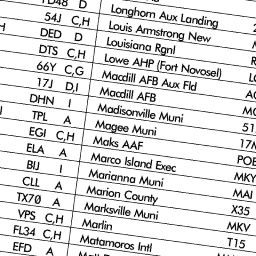 D Longhorn Aux Landing
54J C,H Louis Armstrong New
DED D Louisiana Rgnl
DTS C,H Lowe AHP (Fort Novosel)
66Y C,G Macdill AFB Aux Fld
17J D,I Macdill AFB
DHN I Madisonville Muni
TPL A Magee Muni
EGI C,H Maks AAF POE
ELA A Marco Island Exec MKY
BIJ I Marianna Muni MAI
CLL A Marion County X35
TX70 A Marksville Muni MKV
VPS C,H Marlin T15
FL34 C,H Matamoros Intl
EFD A